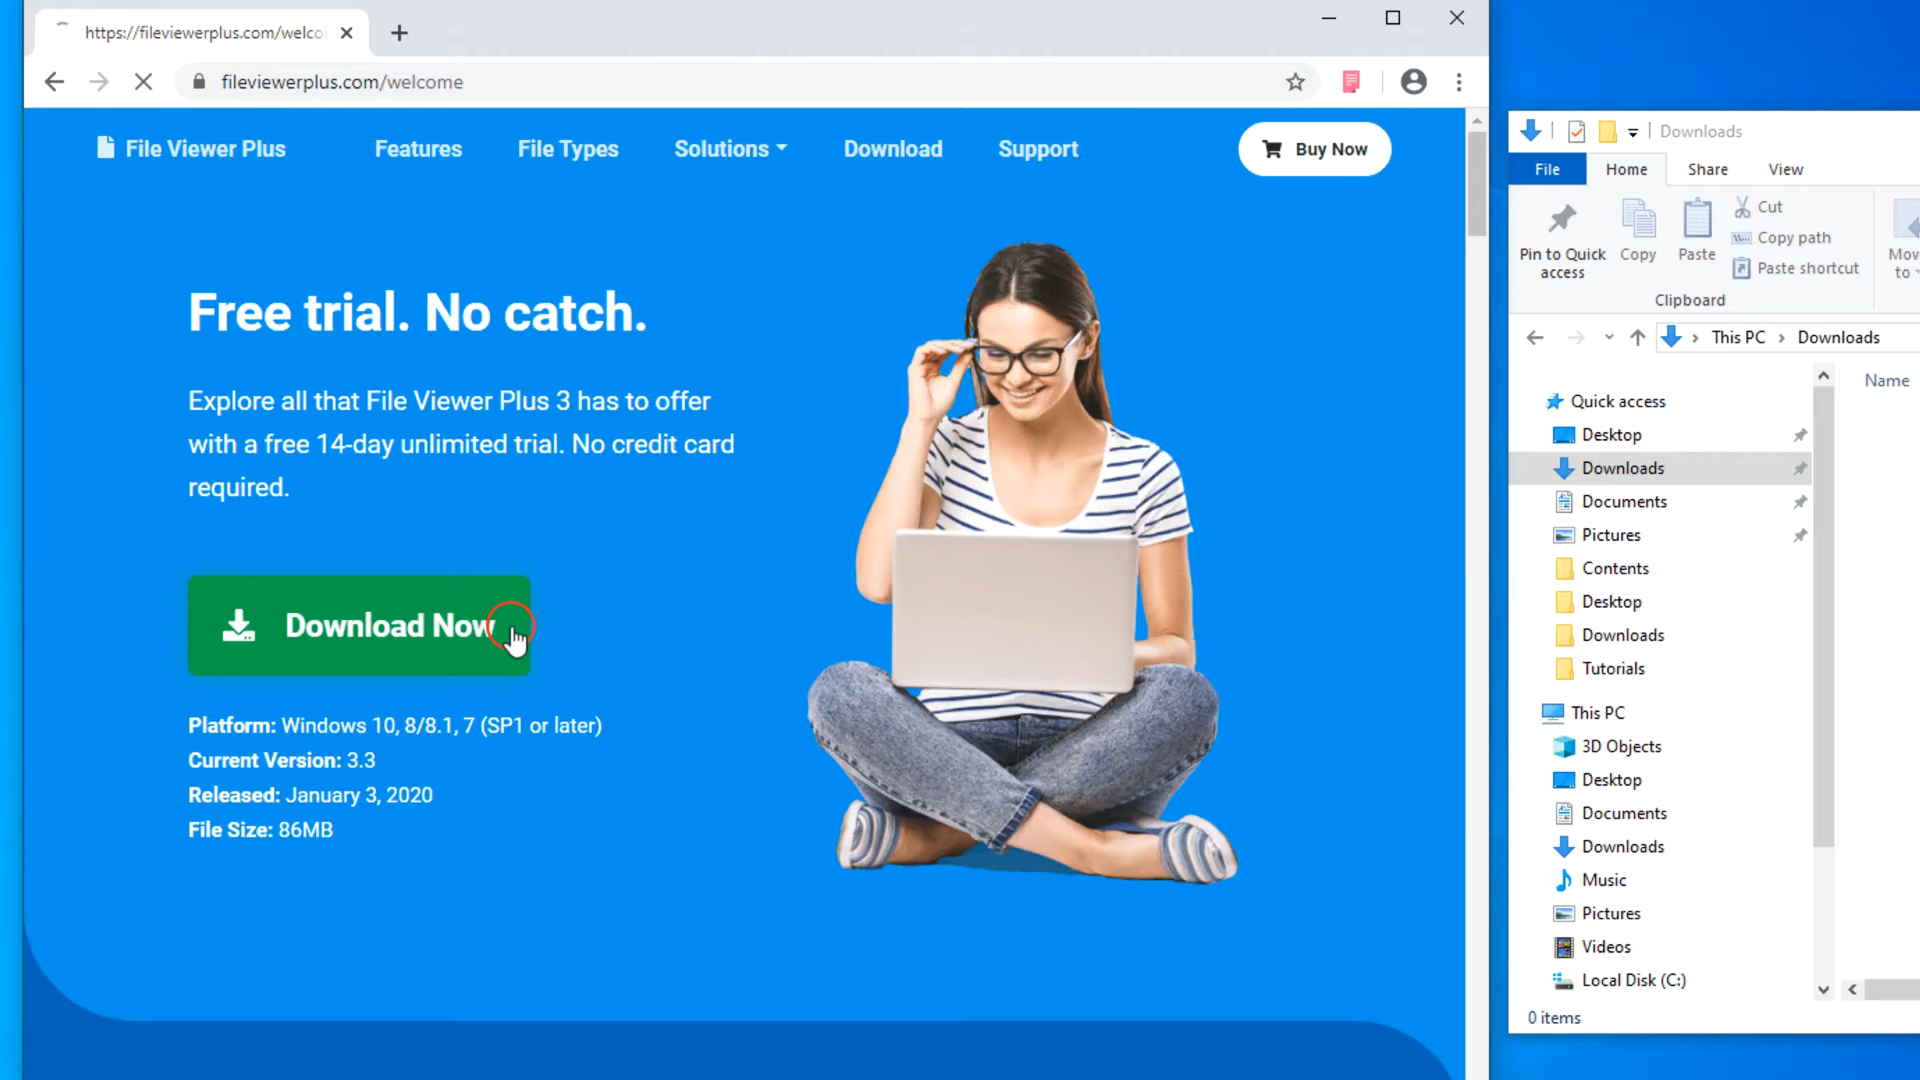 https://fileviewerplus.com/welco
fileviewerplus.com/welcome
File Viewer Plus
Features
File Types
Solutions
Download
Support
Buy Now
Free trial. No catch.
Explore all that File Viewer Plus 3 has to offer
with a free 14-day unlimited trial. No credit card
required.
Download Now
Platform: Windows 10, 8/8.1, 7 (SP1 or later)
Current Version: 3.3
Released: January 3, 2020
File Size: 86MB
Downloads
File
Home
Share
View
Pin to Quick
access
Copy
Paste
Cut
Copy path
Paste shortcut
Mov
to
Clipboard
This PC
Downloads
Name
Quick access
Desktop
Downloads
Documents
Pictures
Contents
Desktop
Downloads
Tutorials
This PC
3D Objects
Desktop
Documents
Downloads
Music
Pictures
Videos
Local Disk (C:)
0 items